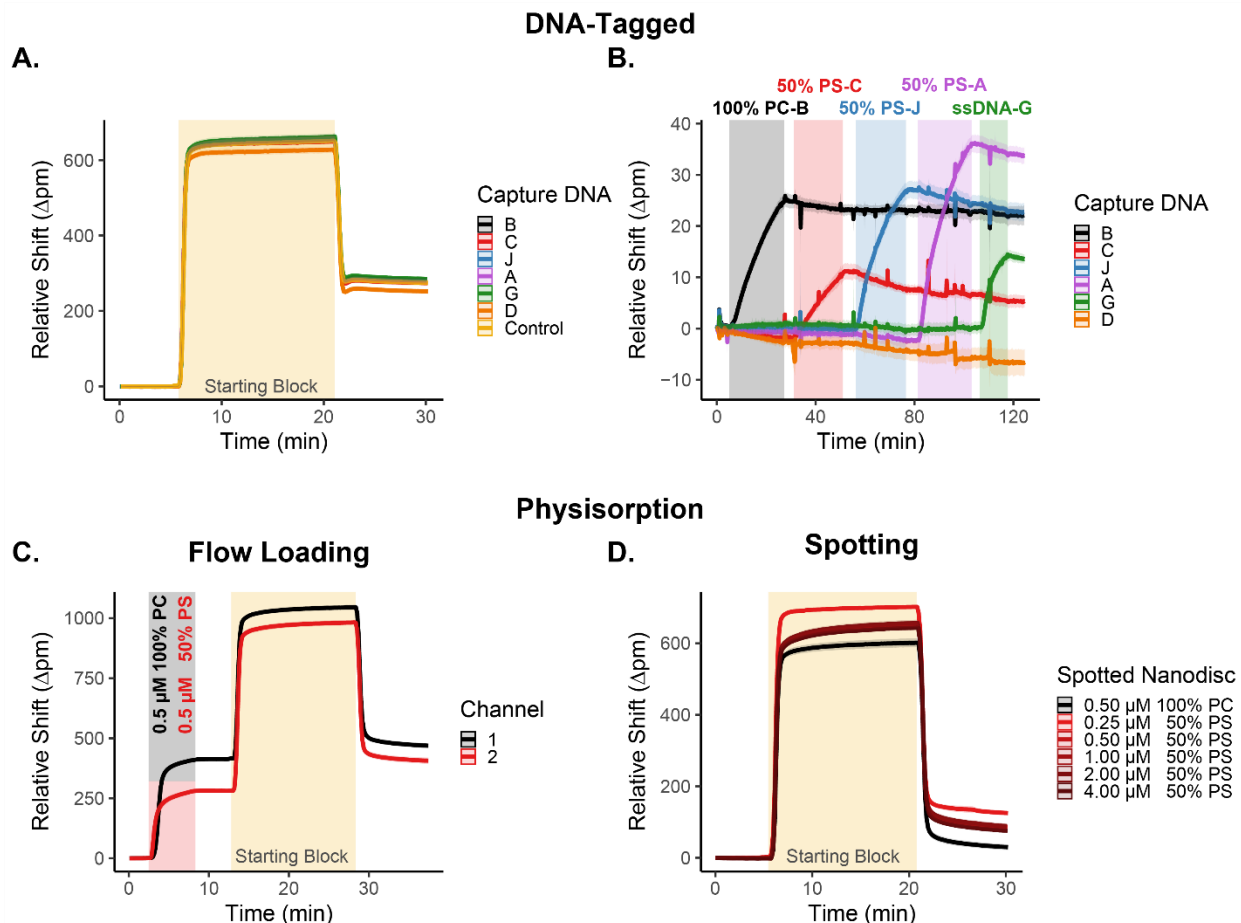 DNA-Tagged
A.
Relative Shift (Δpm)
600
400
200
0
Starting Block
0
10
20
30
Time (min)
Capture DNA
B
C
J
A
G
D
Control
B.
50% PS-C
50% PS-A
100% PC-B
50% PS-J
ssDNA-G
Relative Shift (Δpm)
40
30
20
10
0
−10
0
40
80
120
Time (min)
Capture DNA
B
C
J
A
G
D
Physisorption
C.
Flow Loading
Relative Shift (Δpm)
1000
750
500
250
0
0.5 µM 100% PC
0.5 µM 50% PS
Starting Block
0
10
20
30
Time (min)
Channel
1
2
D.
Spotting
Relative Shift (Δpm)
600
400
200
0
Starting Block
0
10
20
30
Time (min)
Spotted Nanodisc
0.50 µM 100% PC
0.25 µM 50% PS
0.50 µM 50% PS
1.00 µM 50% PS
2.00 µM 50% PS
4.00 µM 50% PS